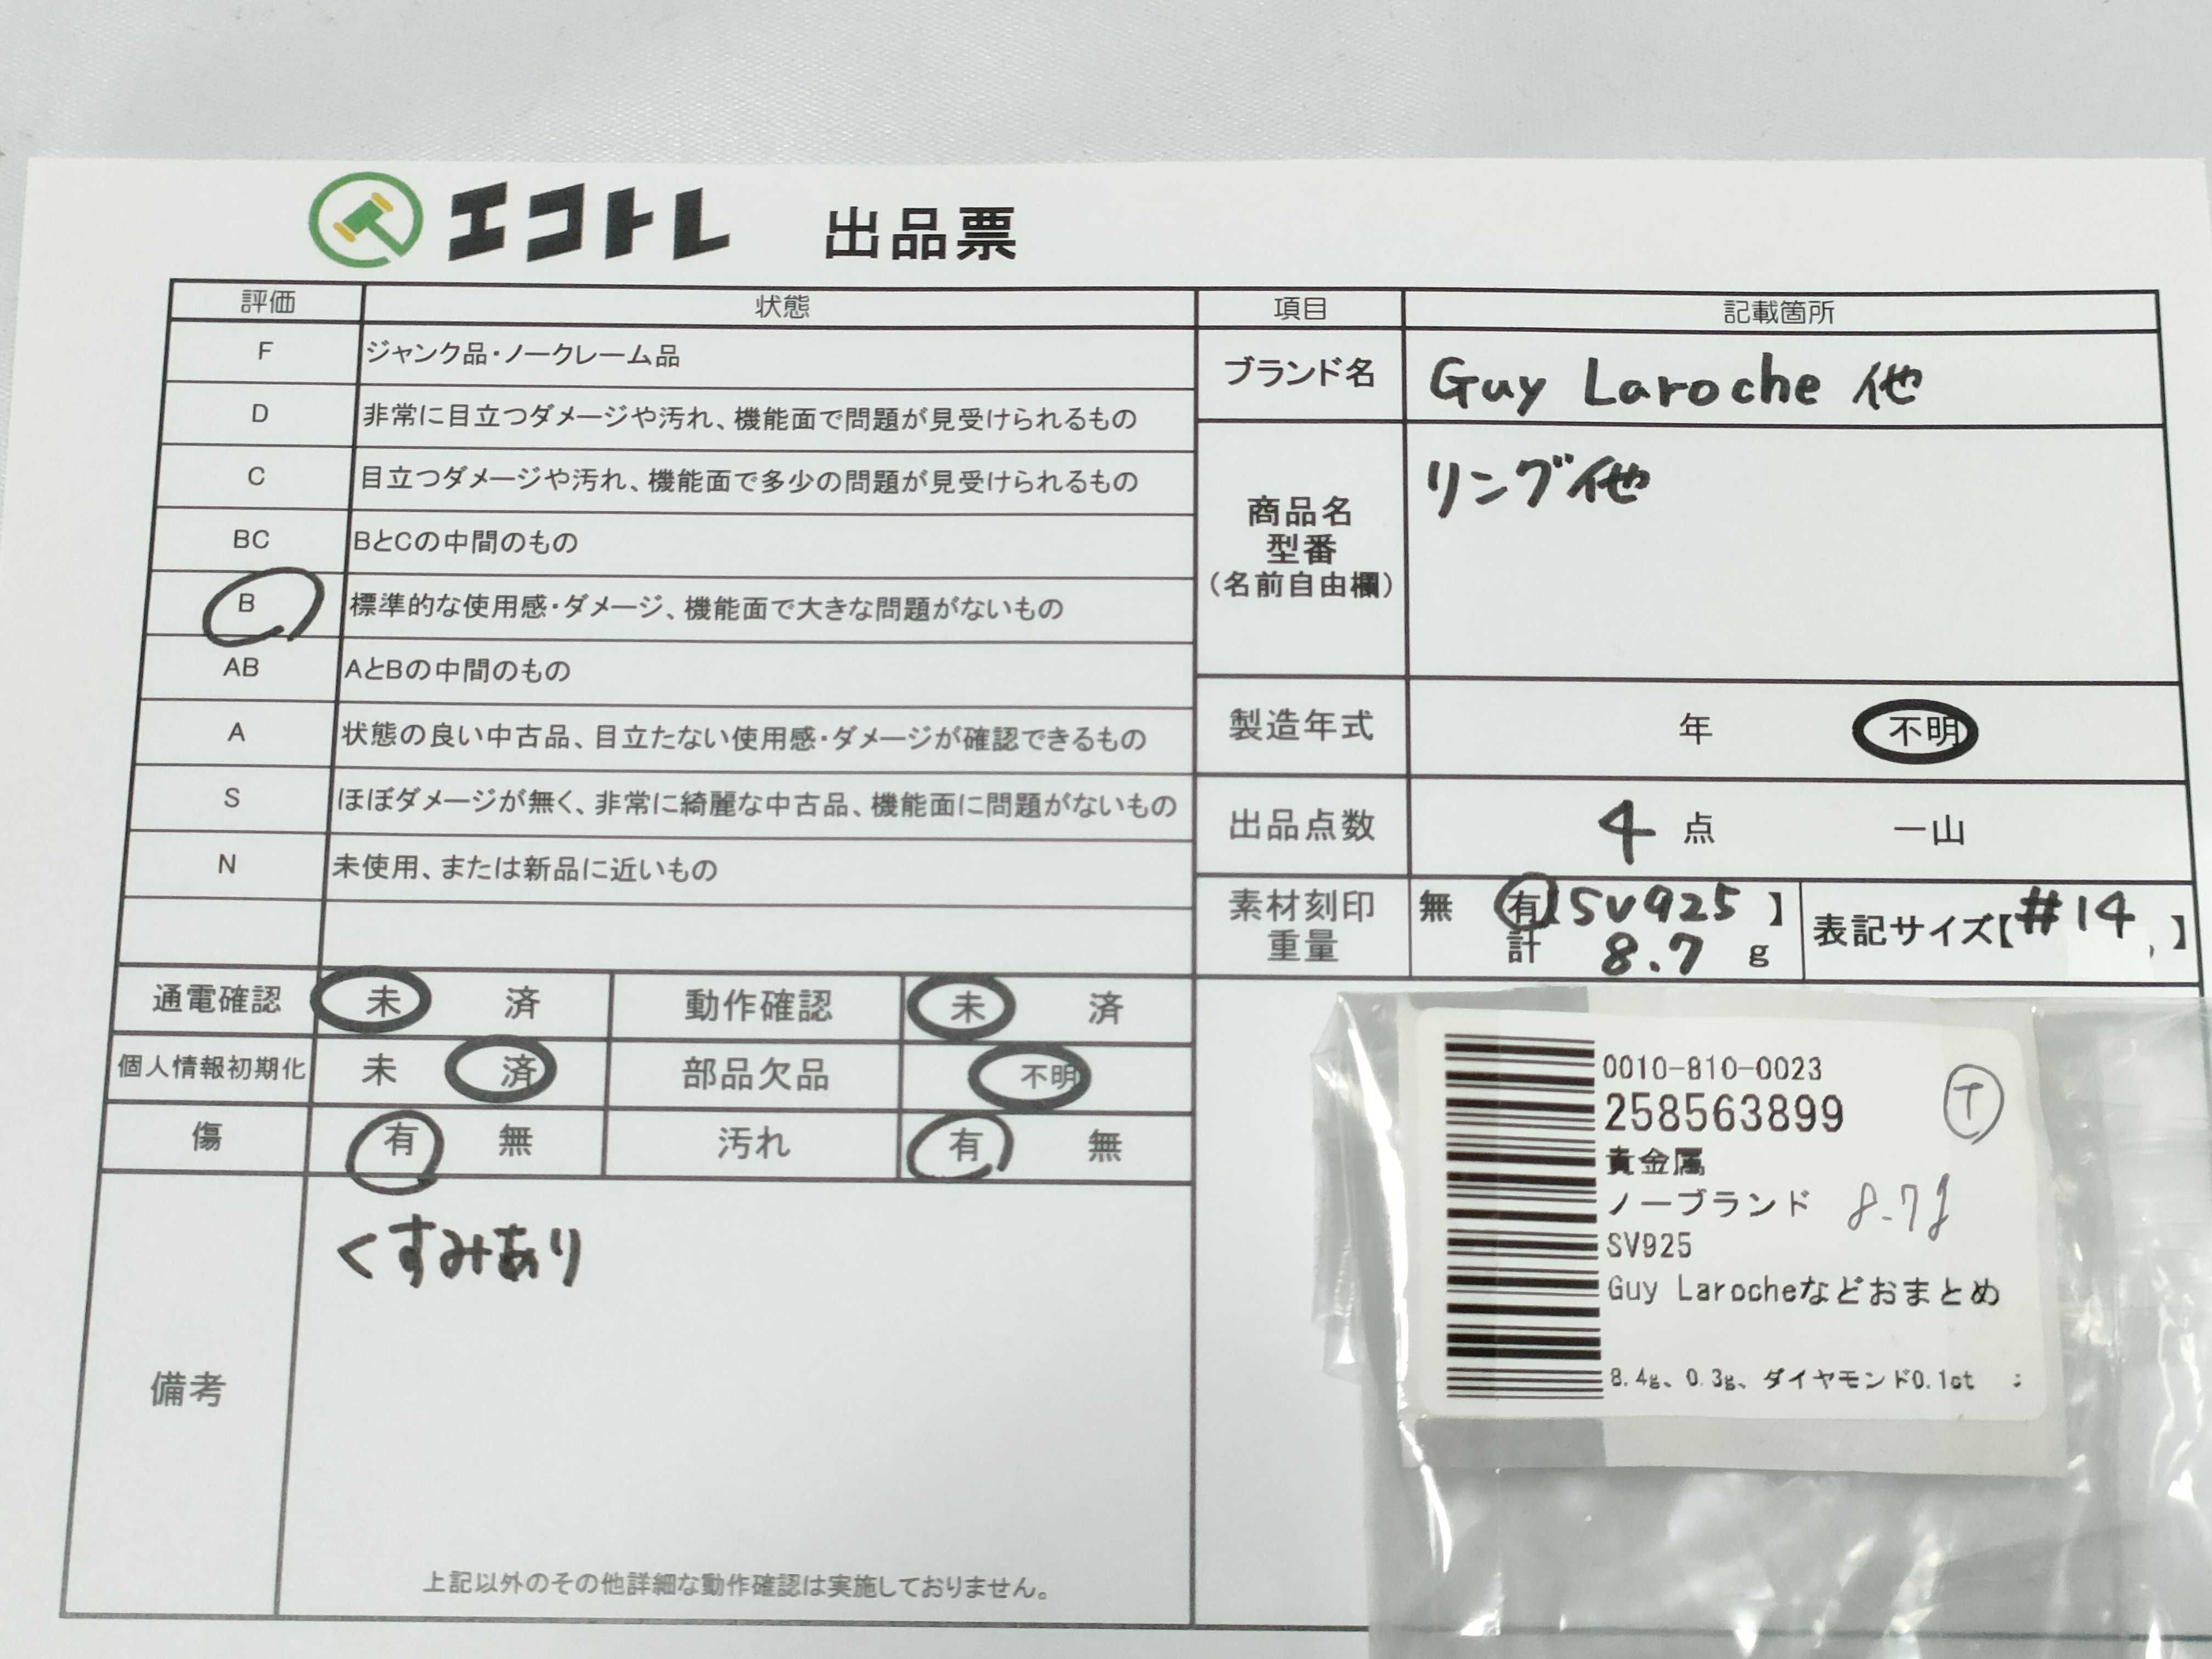 エコトレ 出品票
評価 状態 項目 記載箇所
F ジャンク品・ノークレーム品
D 非常に目立つダメージや汚れ、機能面で問題が見受けられるもの
C 目立つダメージや汚れ、機能面で多少の問題が見受けられるもの
BC BとCの中間のもの
B 標準的な使用感・ダメージ、機能面で大きな問題がないもの
AB AとBの中間のもの
A 状態の良い中古品、目立たない使用感・ダメージが確認できるもの
S ほぼダメージが無く、非常に綺麗な中古品、機能面に問題がないもの
N 未使用、または新品に近いもの
ブランド名 Guy Laroche 他
商品名
型番
(名前自由欄)
リング他
製造年式 年 不明
出品点数 4 点 一山
素材刻印
重量
無 有【SV925】
計 8.7 g
表記サイズ【#14 】
通電確認 未 済 動作確認 未 済
個人情報初期化 未 済 部品欠品 不明
傷 有 無 汚れ 有 無
備考
くすみあり
上記以外のその他詳細な動作確認は実施しておりません。
0010-810-0023
258563899 T
貴金属
ノーブランド 8.7g
SV925
Guy Larocheなどおまとめ
8.4g、0.3g、ダイヤモンド0.1ct ;